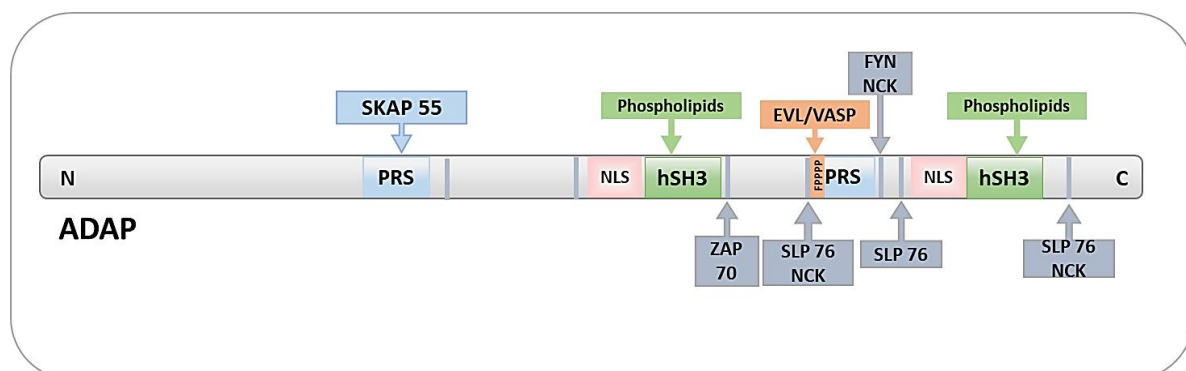 FYN
NCK
SKAP 55
Phospholipids
EVL/VASP
Phospholipids
N
PRS
NLS
hSH3
FPPPP
PRS
NLS
hSH3
C
ADAP
ZAP
70
SLP 76
NCK
SLP 76
SLP 76
NCK